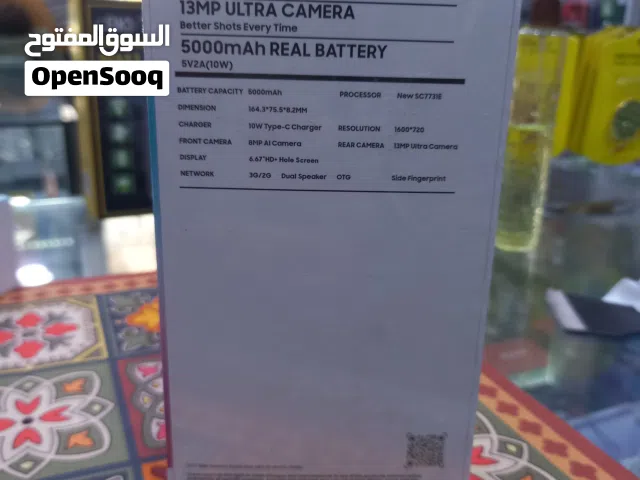 13MP ULTRA CAMERA
Better Shots Every Time
5000mAh REAL BATTERY
5V2A(10W)
السوق المفتوح
OpenSooq
BATTERY CAPACITY 5000mAh PROCESSOR New SC7731E
DIMENSION 164.3*75.5*8.2MM
CHARGER 10W Type-C Charger RESOLUTION 1600*720
FRONT CAMERA 8MP AI Camera REAR CAMERA 13MP Ultra Camera
DISPLAY 6.67"HD+ Hole Screen
NETWORK 3G/2G Dual Speaker OTG Side Fingerprint